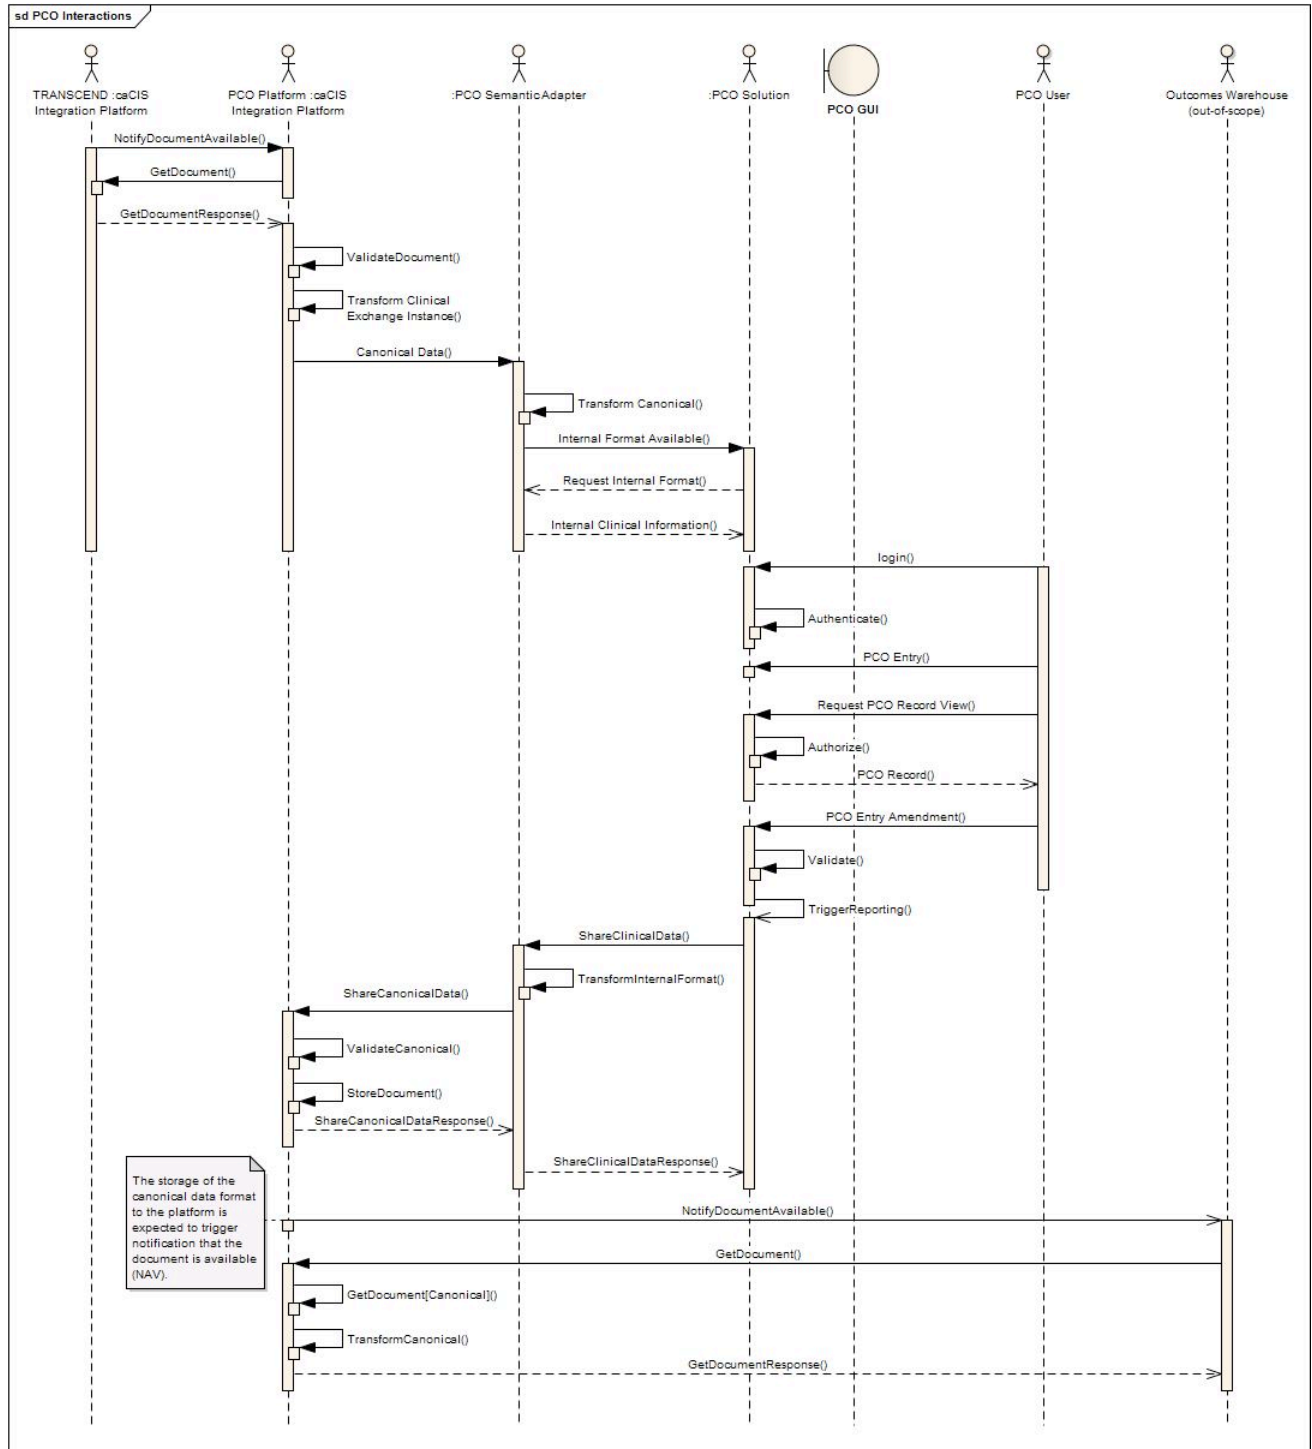 sd PCO Interactions
TRANSCEND :caCIS
Integration Platform
PCO Platform :caCIS
Integration Platform
:PCO SemanticAdapter
:PCO Solution
PCO GUI
PCO User
Outcomes Warehouse
(out-of-scope)
NotifyDocumentAvailable()
GetDocument()
GetDocumentResponse()
ValidateDocument()
Transform Clinical
Exchange Instance()
Canonical Data()
Transform Canonical()
Internal Format Available()
Request Internal Format()
Internal Clinical Information()
login()
Authenticate()
PCO Entry()
Request PCO Record View()
Authorize()
PCO Record()
PCO Entry Amendment()
Validate()
TriggerReporting()
ShareClinicalData()
TransformInternalFormat()
ShareCanonicalData()
ValidateCanonical()
StoreDocument()
ShareCanonicalDataResponse()
ShareClinicalDataResponse()
The storage of the
canonical data format
to the platform is
expected to trigger
notification that the
document is available
(NAV).
NotifyDocumentAvailable()
GetDocument()
GetDocument[Canonical]()
TransformCanonical()
GetDocumentResponse()